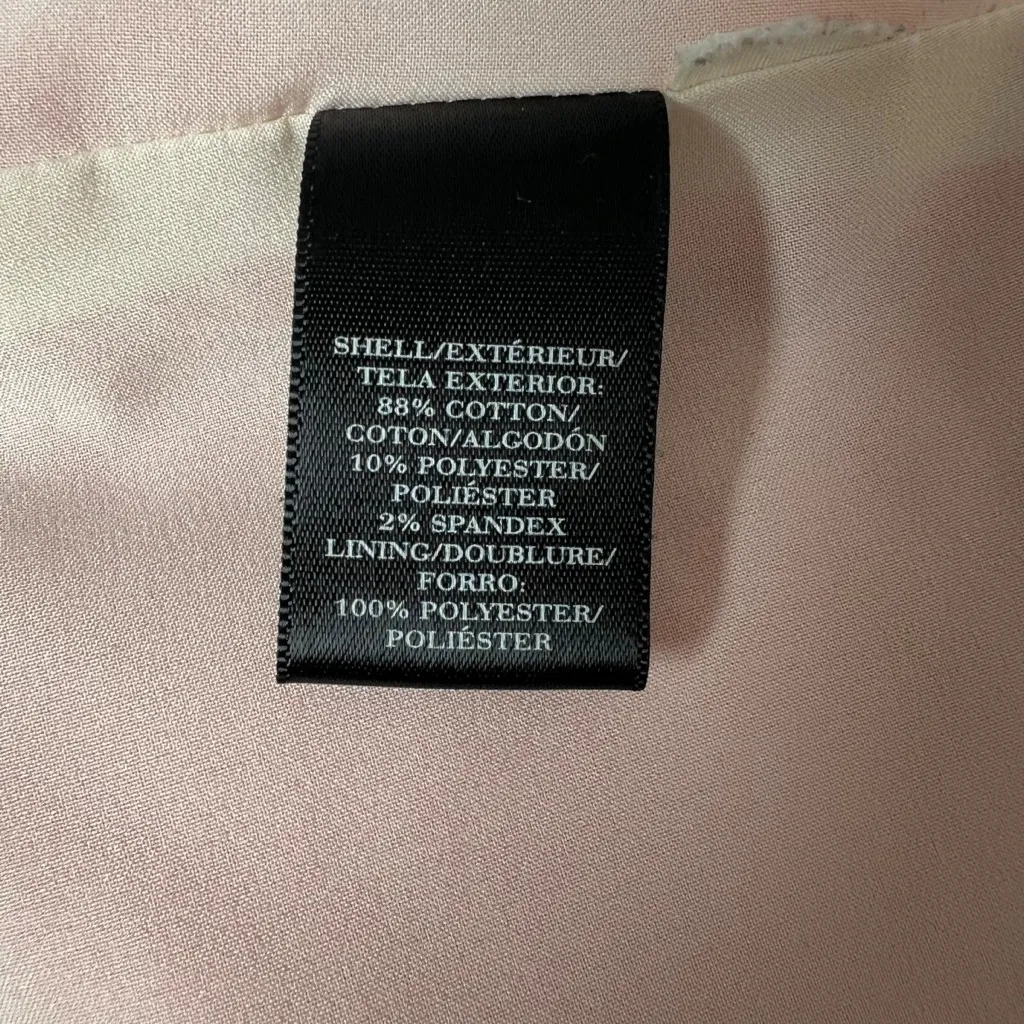 SHELL/EXTÉRIEUR/
TELA EXTERIOR:
88% COTTON/
COTON/ALGODÓN
10% POLYESTER/
POLIÉSTER
2% SPANDEX
LINING/DOUBLURE/
FORRO:
100% POLYESTER/
POLIÉSTER